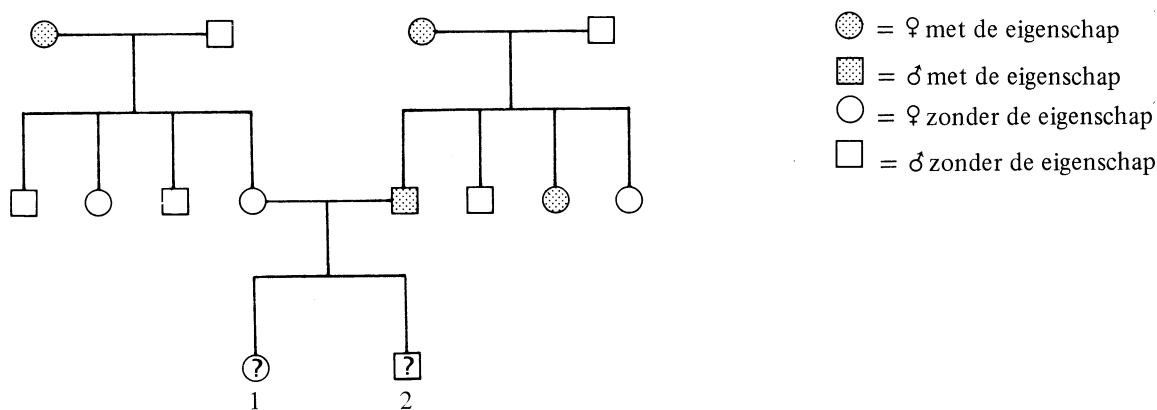 = ♀ met de eigenschap
= ♂ met de eigenschap
= ♀ zonder de eigenschap
= ♂ zonder de eigenschap
? ?
1 2